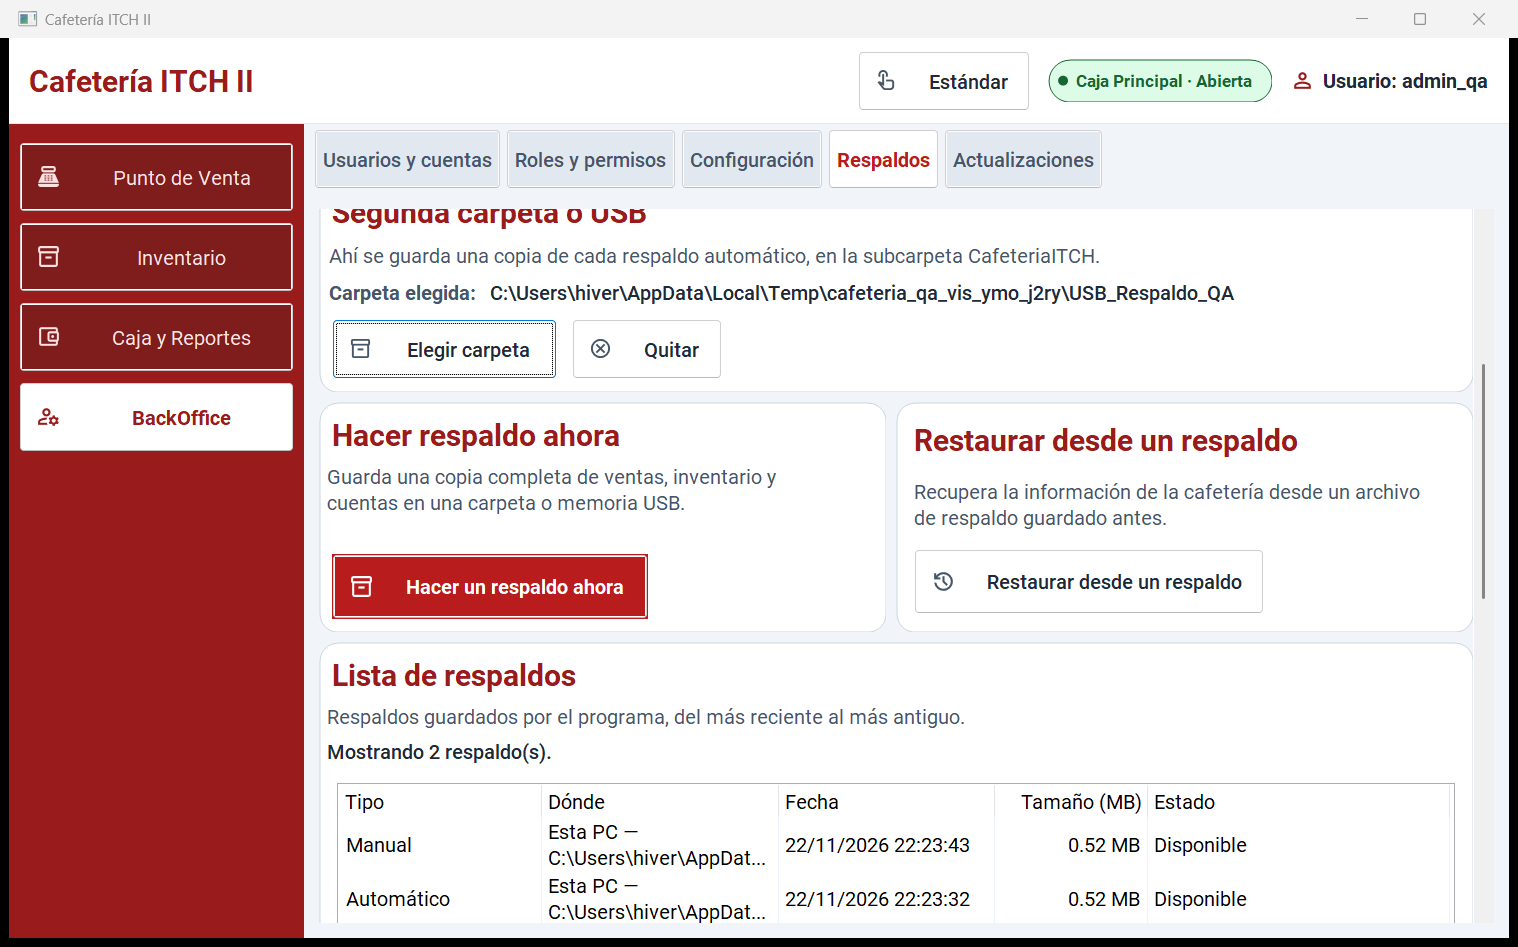 Cafetería ITCH II
Cafetería ITCH II
Estándar
Caja Principal · Abierta
Usuario: admin_qa
Punto de Venta
Inventario
Caja y Reportes
BackOffice
Usuarios y cuentas
Roles y permisos
Configuración
Respaldos
Actualizaciones
Segunda carpeta o USB
Ahí se guarda una copia de cada respaldo automático, en la subcarpeta CafeteriaITCH.
Carpeta elegida: C:\Users\hiver\AppData\Local\Temp\cafeteria_qa_vis_ymo_j2ry\USB_Respaldo_QA
Elegir carpeta
Quitar
Hacer respaldo ahora
Guarda una copia completa de ventas, inventario y
cuentas en una carpeta o memoria USB.
Hacer un respaldo ahora
Restaurar desde un respaldo
Recupera la información de la cafetería desde un archivo
de respaldo guardado antes.
Restaurar desde un respaldo
Lista de respaldos
Respaldos guardados por el programa, del más reciente al más antiguo.
Mostrando 2 respaldo(s).
Tipo Dónde Fecha Tamaño (MB) Estado
Manual Esta PC — C:\Users\hiver\AppDat... 22/11/2026 22:23:43 0.52 MB Disponible
Automático Esta PC — C:\Users\hiver\AppDat... 22/11/2026 22:23:32 0.52 MB Disponible